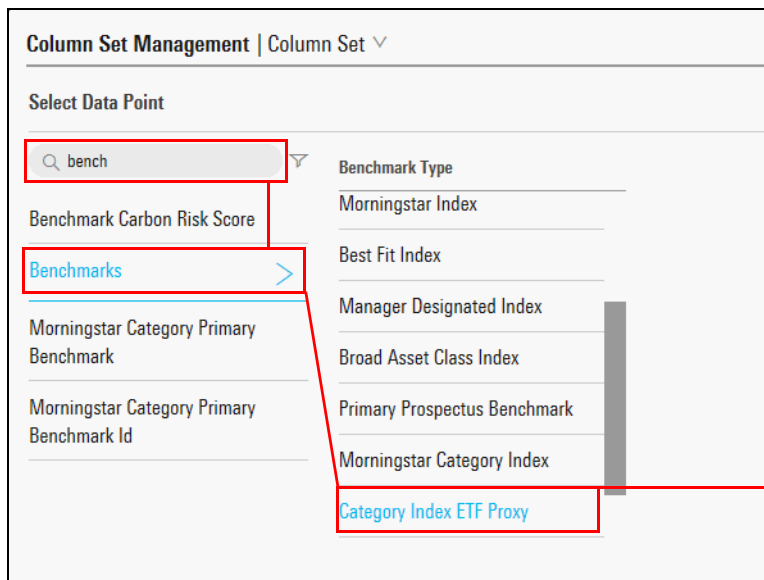 Column Set Management | Column Set
Select Data Point
bench
Benchmark Carbon Risk Score
Benchmarks
Morningstar Category Primary
Benchmark
Morningstar Category Primary
Benchmark Id
Benchmark Type
Morningstar Index
Best Fit Index
Manager Designated Index
Broad Asset Class Index
Primary Prospectus Benchmark
Morningstar Category Index
Category Index ETF Proxy